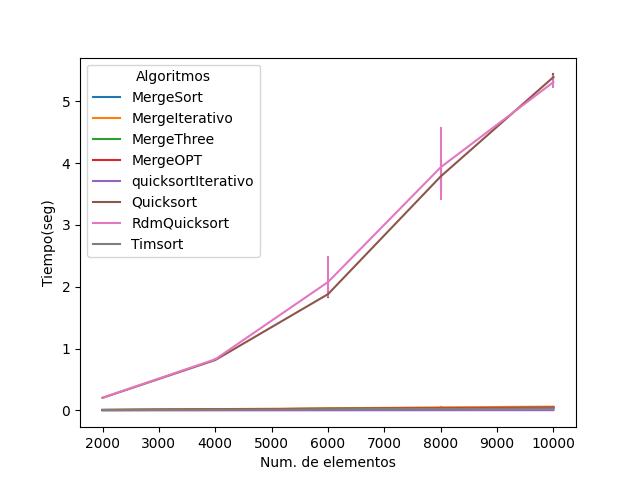 Algoritmos
MergeSort
MergeIterativo
MergeThree
MergeOPT
quicksortIterativo
Quicksort
RdmQuicksort
Timsort
Tiempo(seg)
5
4
3
2
1
0
2000 3000 4000 5000 6000 7000 8000 9000 10000
Num. de elementos